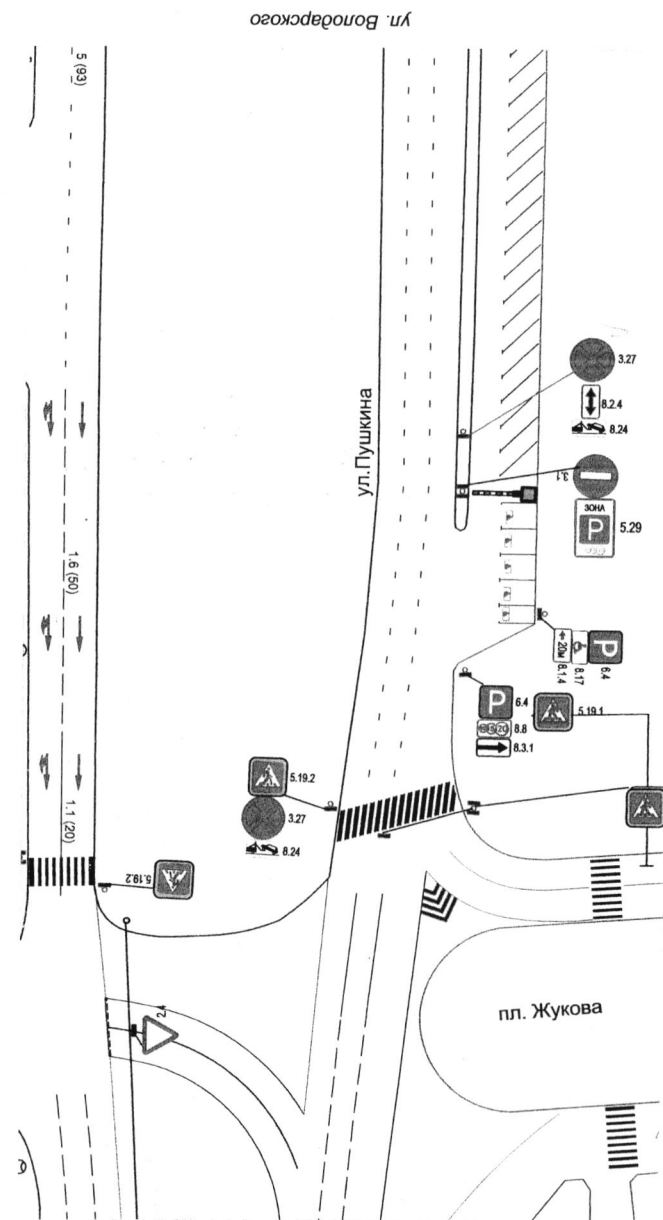 ул. Володарского
5 (93)
3.27
8.2.4
8.24
ул.Пушкина
3.1
ЗОНА
P
5.29
1.6 (50)
P
P
P
P
P
20м
8.1.4
8.17
P
6.4
P
6.4
8.8
8.3.1
5.19.1
5.19.2
3.27
8.24
1.1 (20)
5.19.2
2.4
пл. Жукова